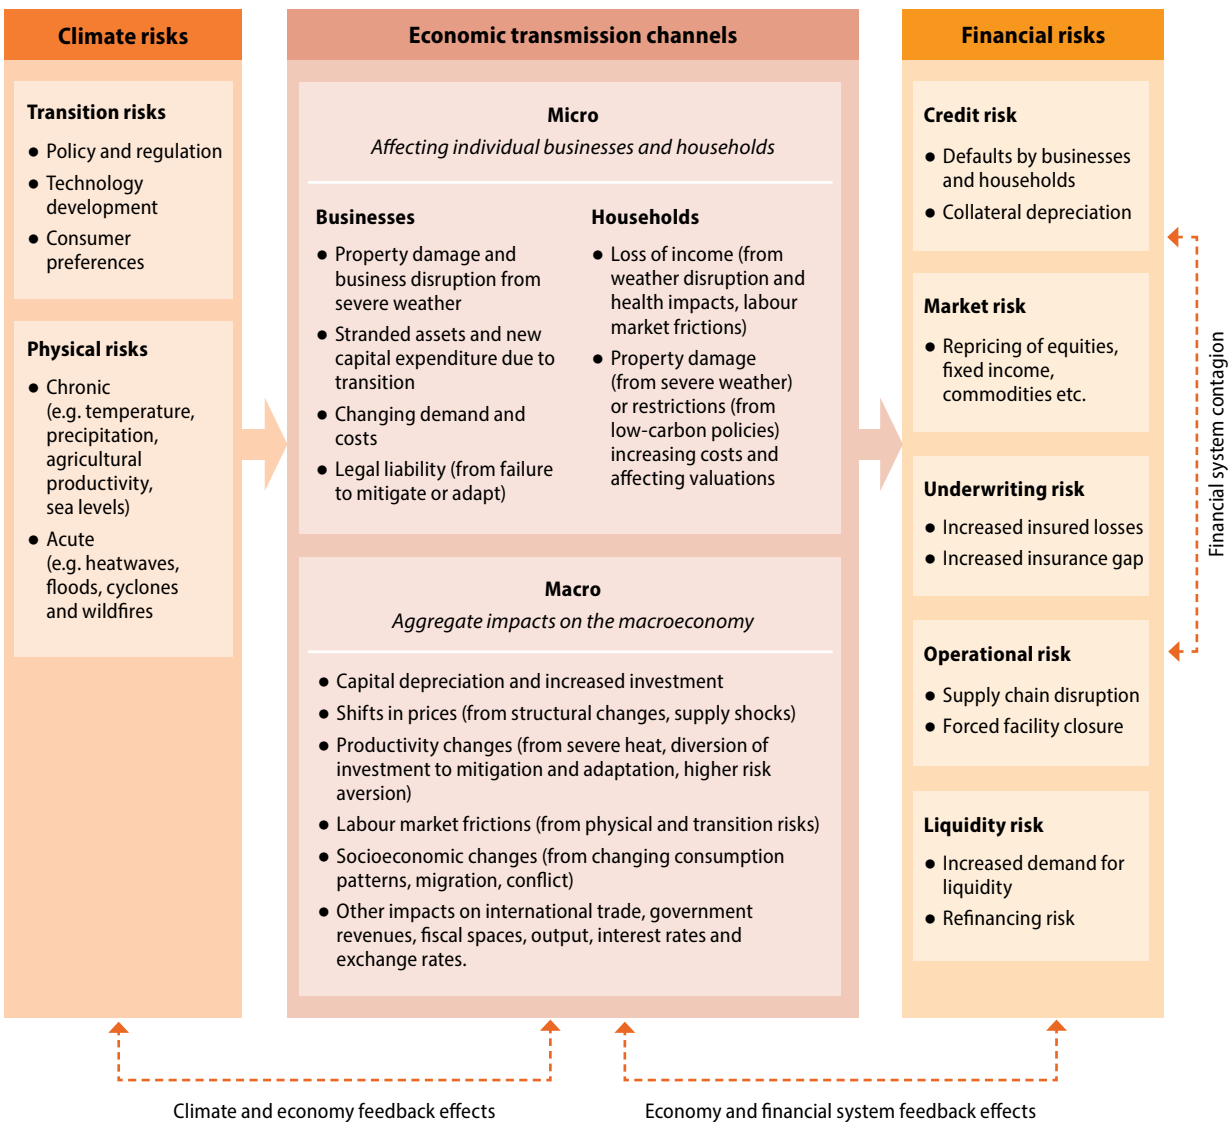 Climate risks
Transition risks
● Policy and regulation
● Technology
development
● Consumer
preferences
Physical risks
● Chronic
(e.g. temperature,
precipitation,
agricultural
productivity,
sea levels)
● Acute
(e.g. heatwaves,
floods, cyclones
and wildfires
Economic transmission channels
Micro
Affecting individual businesses and households
Businesses
● Property damage and
business disruption from
severe weather
● Stranded assets and new
capital expenditure due to
transition
● Changing demand and
costs
● Legal liability (from failure
to mitigate or adapt)
Households
● Loss of income (from
weather disruption and
health impacts, labour
market frictions)
● Property damage
(from severe weather)
or restrictions (from
low-carbon policies)
increasing costs and
affecting valuations
Macro
Aggregate impacts on the macroeconomy
● Capital depreciation and increased investment
● Shifts in prices (from structural changes, supply shocks)
● Productivity changes (from severe heat, diversion of
investment to mitigation and adaptation, higher risk
aversion)
● Labour market frictions (from physical and transition risks)
● Socioeconomic changes (from changing consumption
patterns, migration, conflict)
● Other impacts on international trade, government
revenues, fiscal spaces, output, interest rates and
exchange rates.
Financial risks
Credit risk
● Defaults by businesses
and households
● Collateral depreciation
Market risk
● Repricing of equities,
fixed income,
commodities etc.
Underwriting risk
● Increased insured losses
● Increased insurance gap
Operational risk
● Supply chain disruption
● Forced facility closure
Liquidity risk
● Increased demand for
liquidity
● Refinancing risk
Financial system contagion
Climate and economy feedback effects
Economy and financial system feedback effects